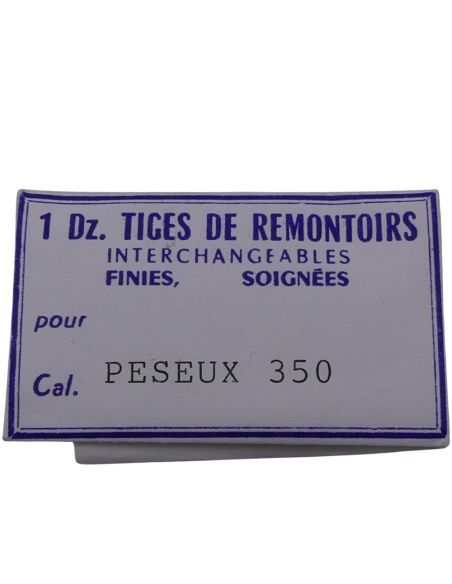 1 Dz. TIGES DE REMONTOIRS
INTERCHANGEABLES
FINIES, SOIGNÉES
pour
Cal. PESEUX 350